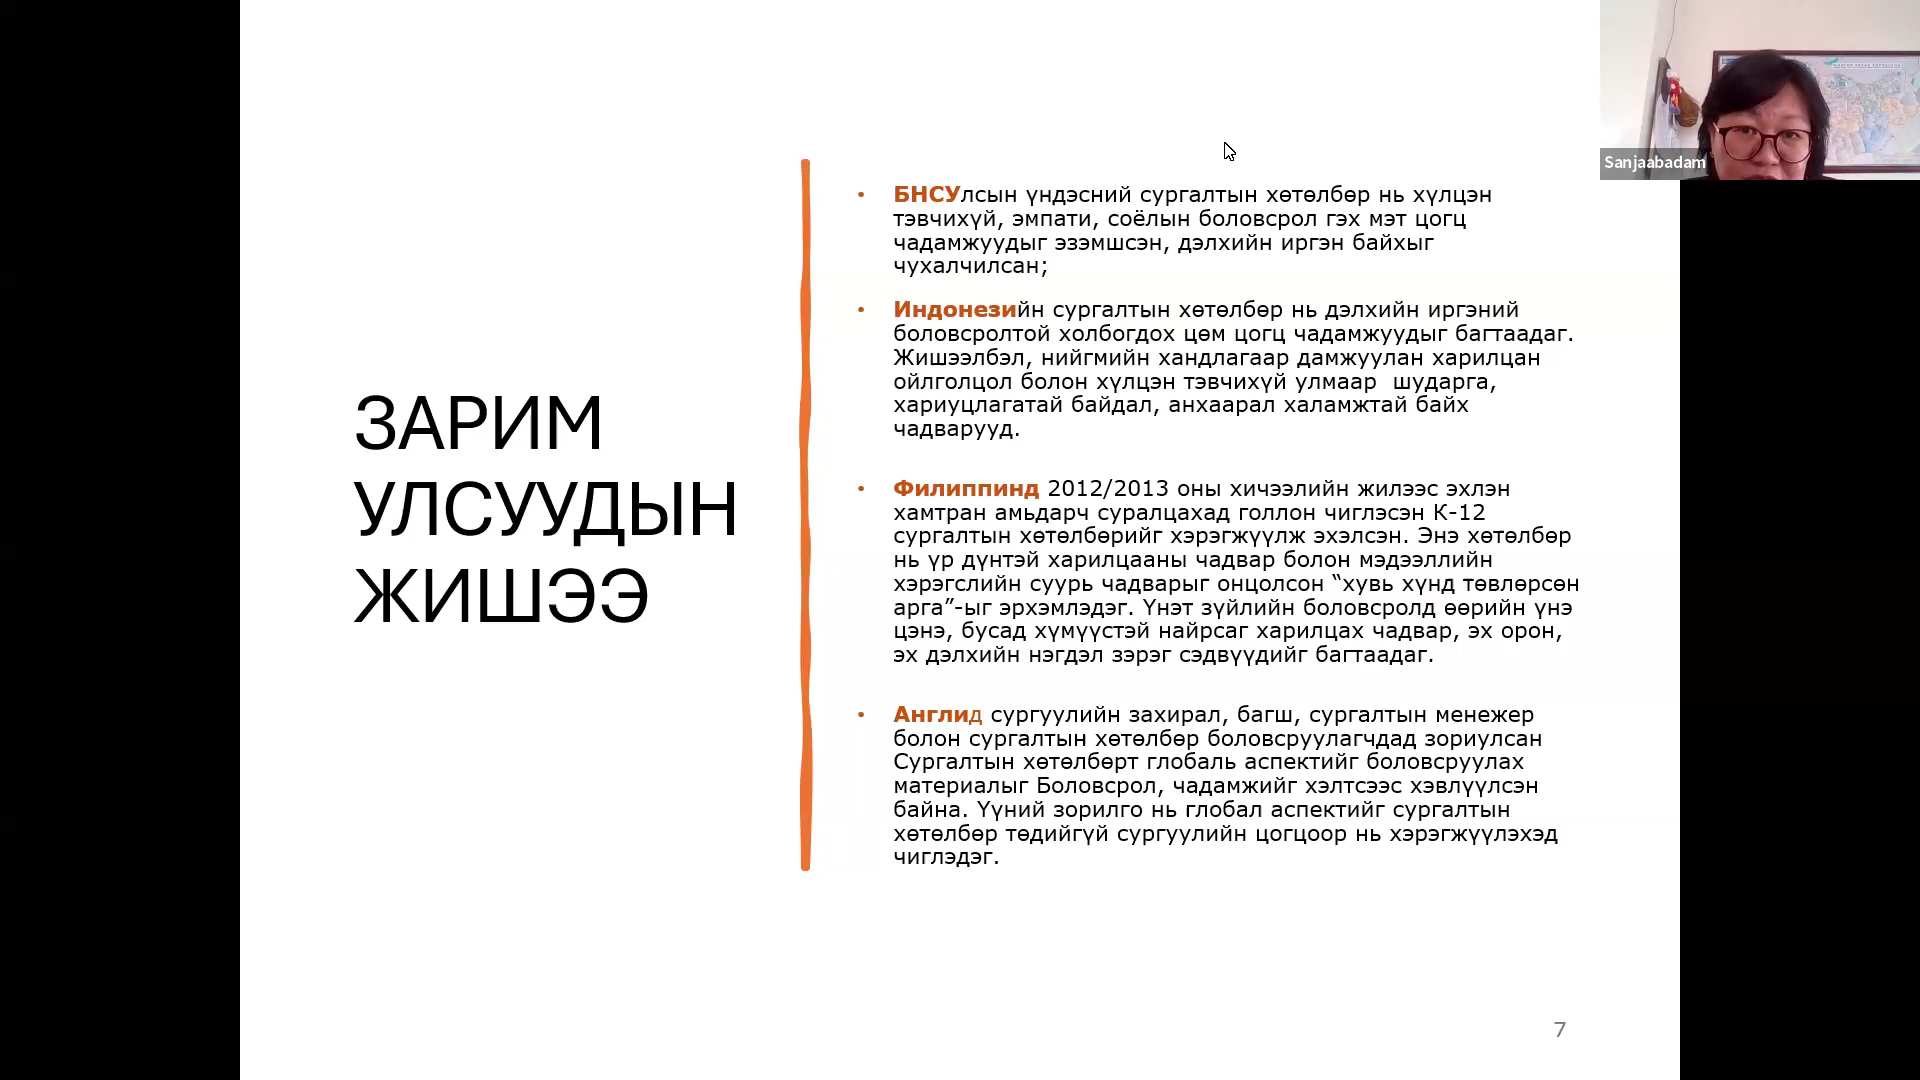 Sanjaabadam
ЗАРИМ
УЛСУУДЫН
ЖИШЭЭ
• БНСУлсын үндэсний сургалтын хөтөлбөр нь хүлцэн
тэвчихүй, эмпати, соёлын боловсрол гэх мэт цогц
чадамжуудыг эзэмшсэн, дэлхийн иргэн байхыг
чухалчилсан;
• Индонезийн сургалтын хөтөлбөр нь дэлхийн иргэний
боловсролтой холбогдох цөм цогц чадамжуудыг багтаадаг.
Жишээлбэл, нийгмийн хандлагаар дамжуулан харилцан
ойлголцол болон хүлцэн тэвчихүй улмаар  шударга,
хариуцлагатай байдал, анхаарал халамжтай байх
чадварууд.
• Филиппинд 2012/2013 оны хичээлийн жилээс эхлэн
хамтран амьдарч суралцахад голлон чиглэсэн К-12
сургалтын хөтөлбөрийг хэрэгжүүлж эхэлсэн. Энэ хөтөлбөр
нь үр дүнтэй харилцааны чадвар болон мэдээллийн
хэрэгслийн суурь чадварыг онцолсон “хувь хүнд төвлөрсөн
арга”-ыг эрхэмлэдэг. Үнэт зүйлийн боловсролд өөрийн үнэ
цэнэ, бусад хүмүүстэй найрсаг харилцах чадвар, эх орон,
эх дэлхийн нэгдэл зэрэг сэдвүүдийг багтаадаг.
• Англид сургуулийн захирал, багш, сургалтын менежер
болон сургалтын хөтөлбөр боловсруулагчдад зориулсан
Сургалтын хөтөлбөрт глобаль аспектийг боловсруулах
материалыг Боловсрол, чадамжийг хэлтсээс хэвлүүлсэн
байна. Үүний зорилго нь глобал аспектийг сургалтын
хөтөлбөр төдийгүй сургуулийн цогцоор нь хэрэгжүүлэхэд
чиглэдэг.
7